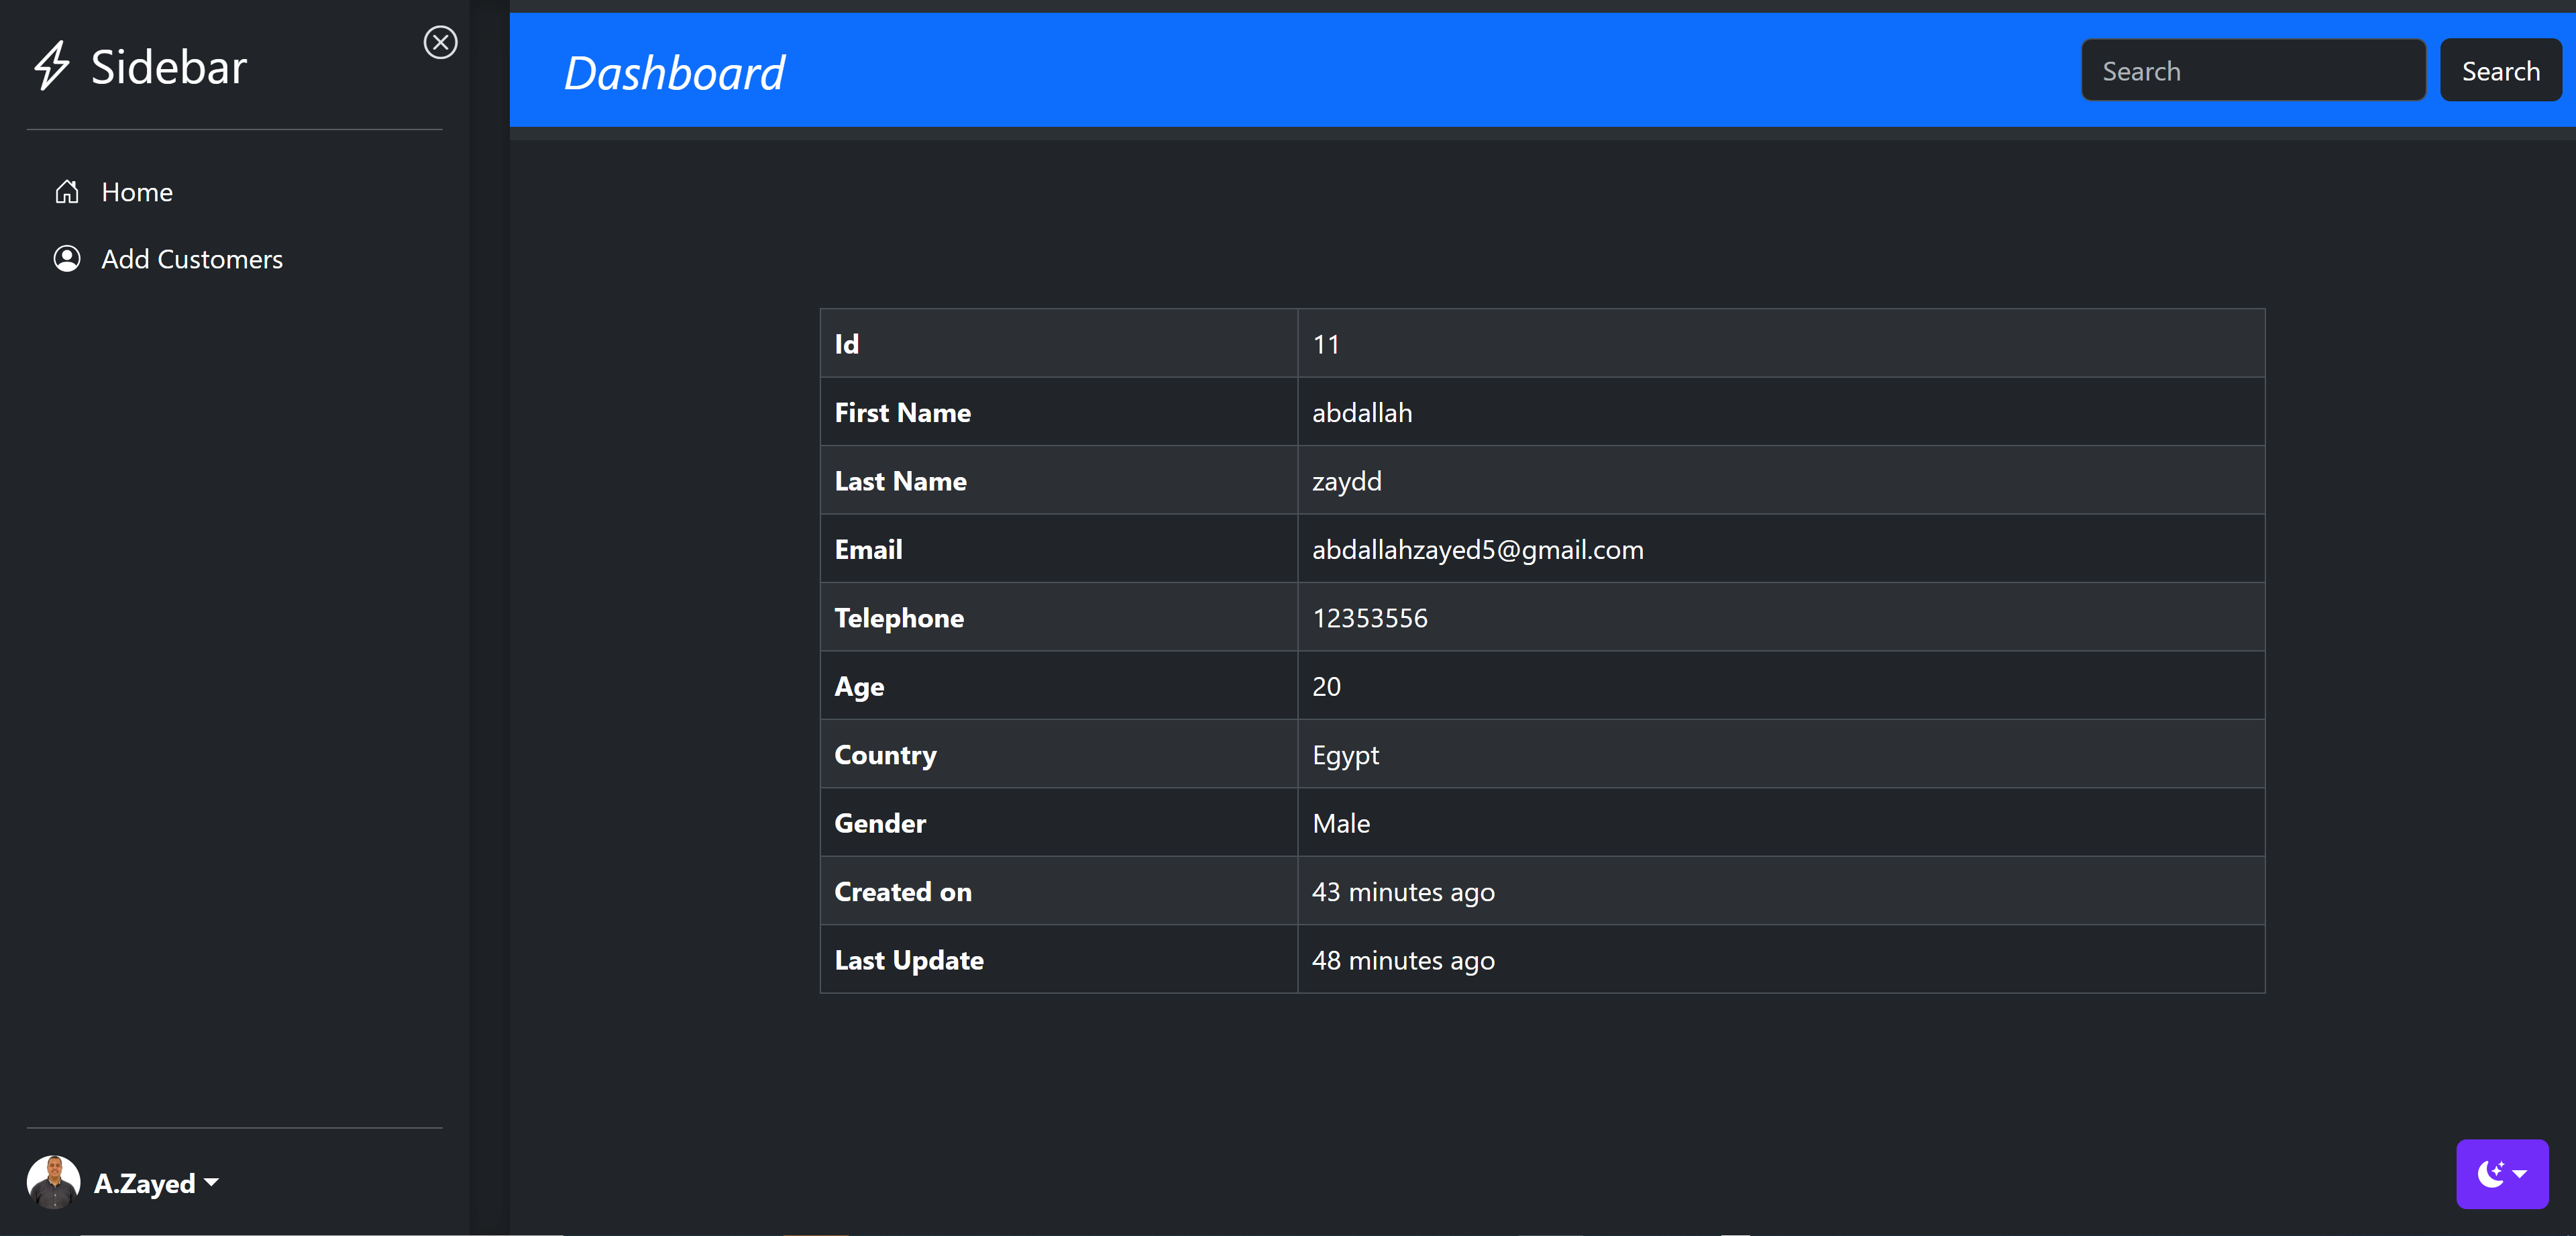 Sidebar
Home
Add Customers
A.Zayed
Dashboard
Search
Search
Id 11
First Name abdallah
Last Name zaydd
Email abdallahzayed5@gmail.com
Telephone 12353556
Age 20
Country Egypt
Gender Male
Created on 43 minutes ago
Last Update 48 minutes ago